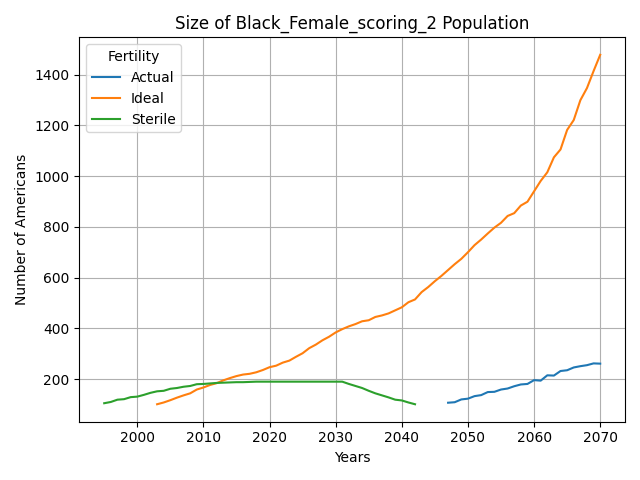 Size of Black_Female_scoring_2 Population
Fertility
Actual
Ideal
Sterile
Number of Americans
1400
1200
1000
800
600
400
200
2000 2010 2020 2030 2040 2050 2060 2070
Years